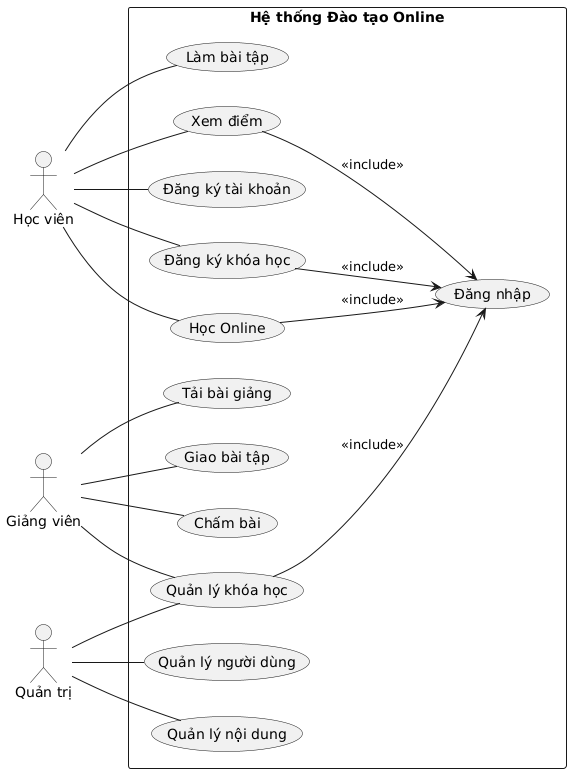 Hệ thống Đào tạo Online
Làm bài tập
Xem điểm
«include»
Đăng ký tài khoản
Học viên
Đăng ký khóa học
«include»
Đăng nhập
«include»
Học Online
Tải bài giảng
«include»
Giao bài tập
Giảng viên
Chấm bài
Quản lý khóa học
Quản lý người dùng
Quản trị
Quản lý nội dung